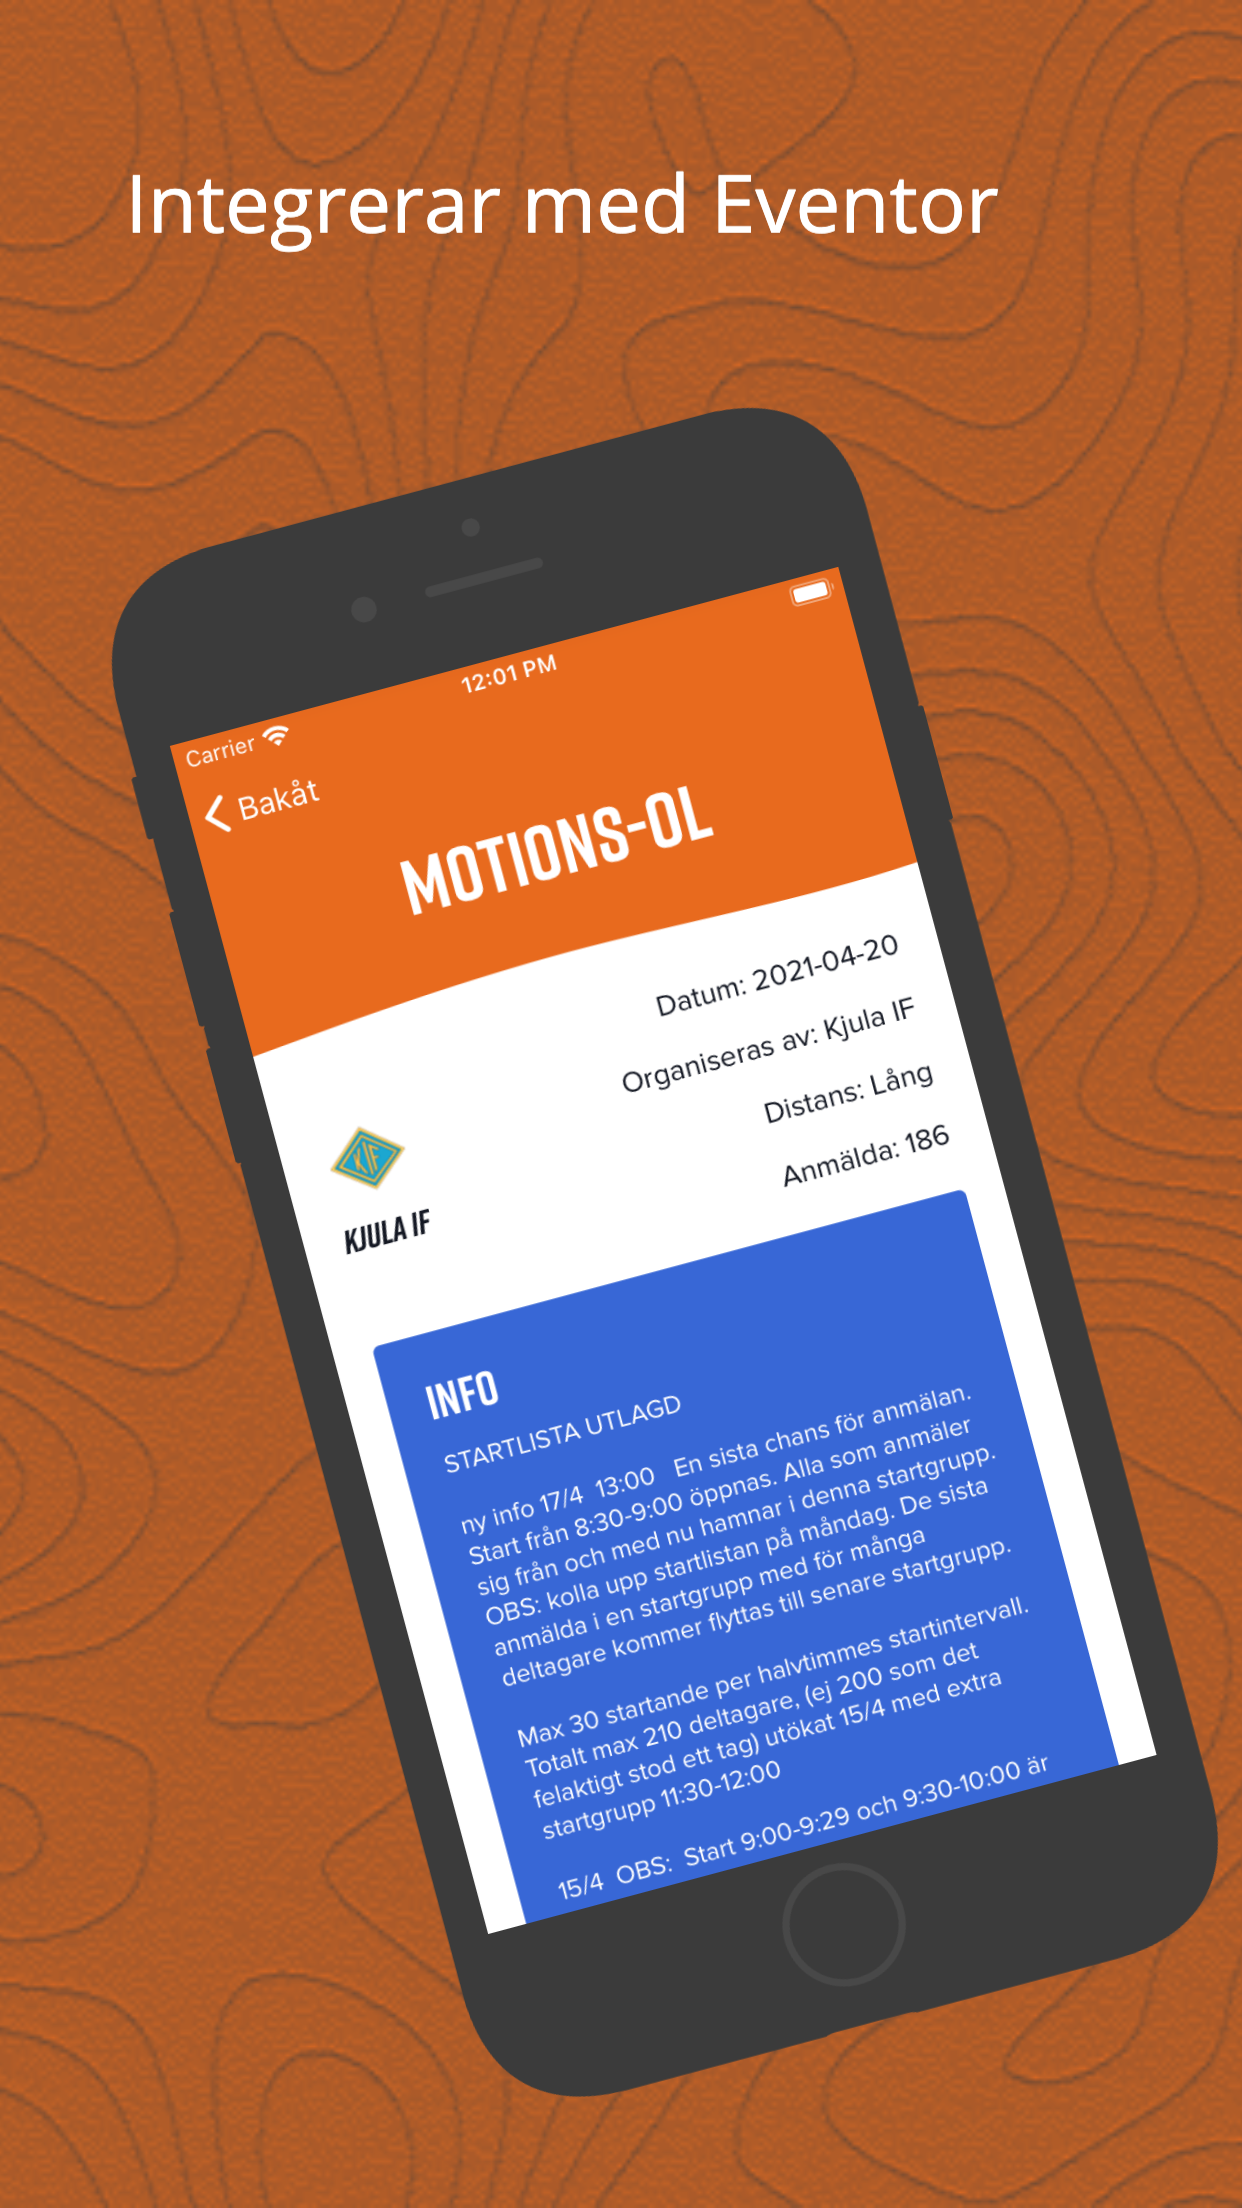 Integrerar med Eventor
Carrier
12:01 PM
Bakåt
MOTIONS-OL
Datum: 2021-04-20
Organiseras av: Kjula IF
Distans: Lång
Anmälda: 186
KIF
KJULA IF
INFO
STARTLISTA UTLAGD
ny info 17/4 13:00 En sista chans för anmälan.
Start från 8:30-9:00 öppnas. Alla som anmäler
sig från och med nu hamnar i denna startgrupp.
OBS: kolla upp startlistan på måndag. De sista
anmälda i en startgrupp med för många
deltagare kommer flyttas till senare startgrupp.
Max 30 startande per halvtimmes startintervall.
Totalt max 210 deltagare, (ej 200 som det
felaktigt stod ett tag) utökat 15/4 med extra
startgrupp 11:30-12:00
15/4 OBS: Start 9:00-9:29 och 9:30-10:00 är